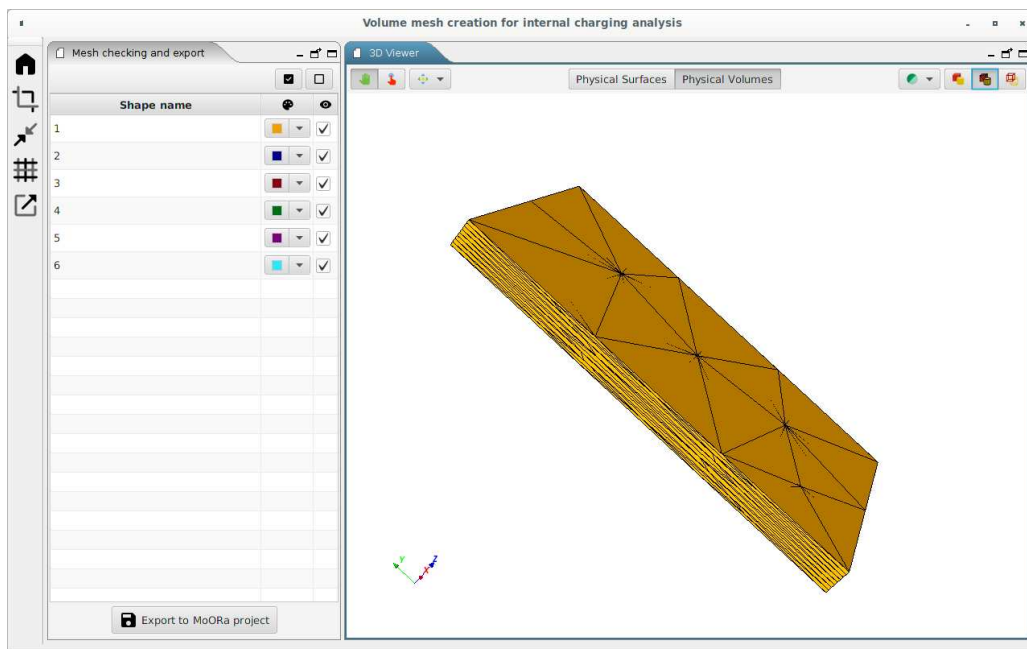 Volume mesh creation for internal charging analysis
Mesh checking and export
3D Viewer
Physical Surfaces Physical Volumes
Shape name
1
2
3
4
5
6
Export to MoORa project
Y
X
Z